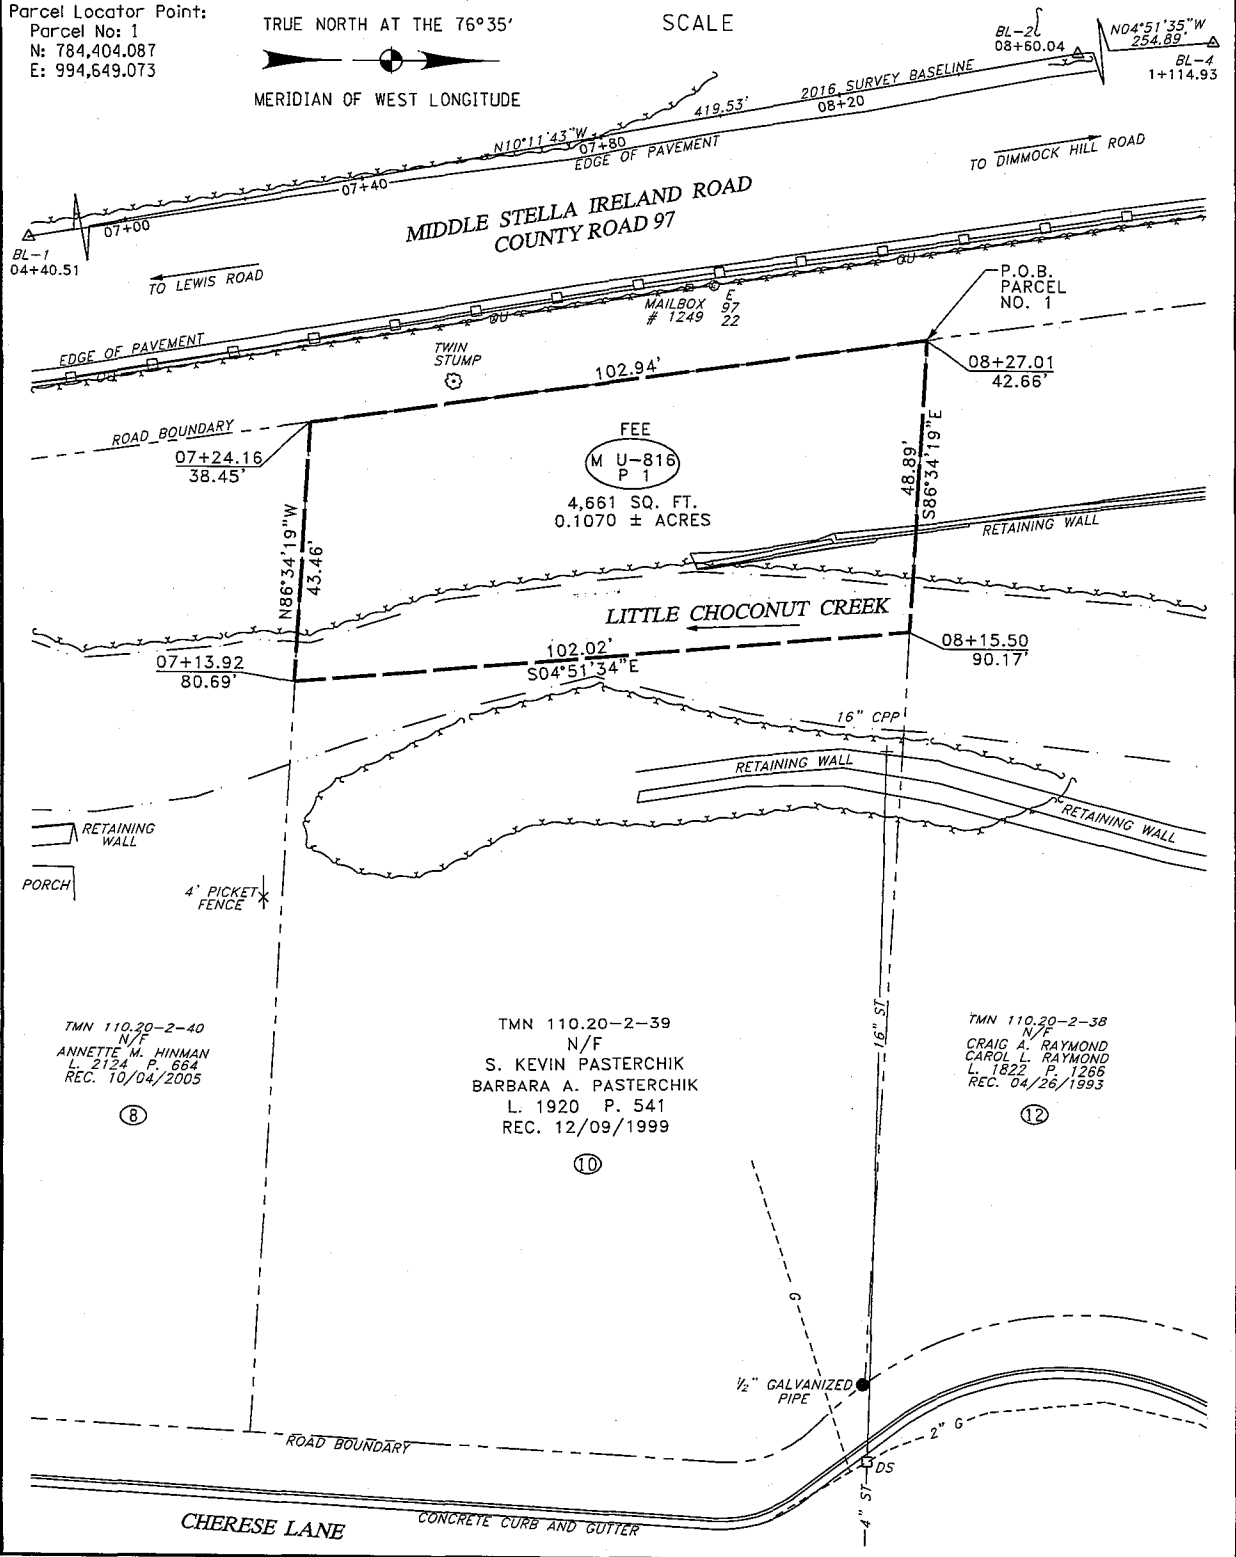 Parcel Locator Point:
Parcel No: 1
N: 784,404.087
E: 994,649.073
TRUE NORTH AT THE 76°35'
MERIDIAN OF WEST LONGITUDE
SCALE
BL-2
08+60.04
N04°51'35"W
254.89'
BL-4
1+114.93
2016 SURVEY BASELINE
419.53'
08+20
N10°11'43"W
07+80
EDGE OF PAVEMENT
07+40
07+00
BL-1
04+40.51
TO DIMMOCK HILL ROAD
MIDDLE STELLA IRELAND ROAD
COUNTY ROAD 97
TO LEWIS ROAD
P.O.B.
PARCEL
NO. 1
MAILBOX
# 1249
E
97
22
QU
QU
QU
EDGE OF PAVEMENT
TWIN
STUMP
102.94'
08+27.01
42.66'
ROAD BOUNDARY
07+24.16
38.45'
FEE
M U-816
P 1
4,661 SQ. FT.
0.1070 ± ACRES
48.89'
S86°34'19"E
RETAINING WALL
N86°34'19"W
43.46'
LITTLE CHOCONUT CREEK
102.02'
S04°51'34"E
07+13.92
80.69'
08+15.50
90.17'
16" CPP
RETAINING WALL
RETAINING WALL
RETAINING
WALL
PORCH
4' PICKET
FENCE
16" ST
TMN 110.20-2-40
N/F
ANNETTE M. HINMAN
L. 2124 P. 664
REC. 10/04/2005
8
TMN 110.20-2-39
N/F
S. KEVIN PASTERCHIK
BARBARA A. PASTERCHIK
L. 1920 P. 541
REC. 12/09/1999
10
TMN 110.20-2-38
N/F
CRAIG A. RAYMOND
CAROL L. RAYMOND
L. 1822 P. 1266
REC. 04/26/1993
12
G
½" GALVANIZED
PIPE
2" G
ROAD BOUNDARY
DS
4" ST
CHERESE LANE
CONCRETE CURB AND GUTTER